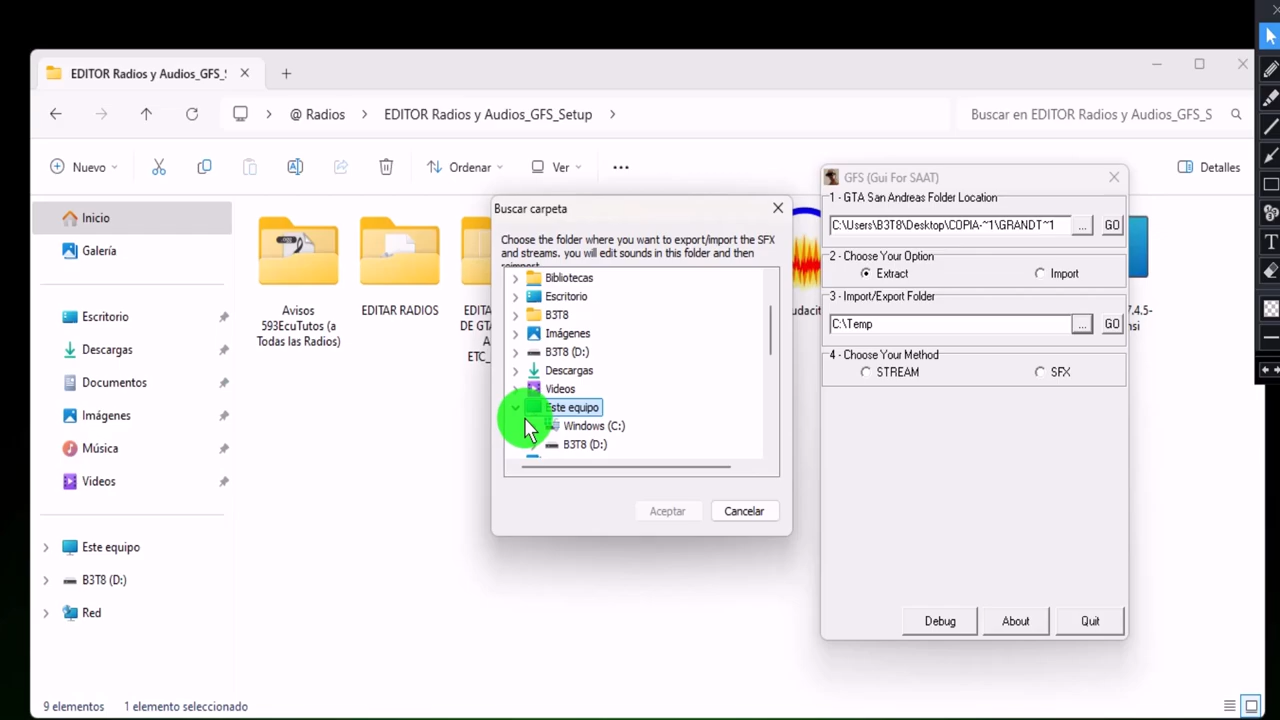 EDITOR Radios y Audios_GFS_S
@ Radios
EDITOR Radios y Audios_GFS_Setup
Buscar en EDITOR Radios y Audios_GFS_S
Nuevo
Ordenar
Ver
Detalles
Inicio
Galería
Escritorio
Descargas
Documentos
Imágenes
Música
Videos
Este equipo
B3T8 (D:)
Red
Avisos
593EcuTutos (a
Todas las Radios)
EDITAR RADIOS
Buscar carpeta
Choose the folder where you want to export/import the SFX
and streams. you will edit sounds in this folder and then
Bibliotecas
Escritorio
B3T8
Imágenes
B3T8 (D:)
Descargas
Videos
Este equipo
Windows (C:)
B3T8 (D:)
Aceptar
Cancelar
GFS (Gui For SAAT)
1 - GTA San Andreas Folder Location
C:\Users\B3T8\Desktop\COPIA-~1\GRANDT~1
...
GO
2 - Choose Your Option
Extract
Import
3 - Import/Export Folder
C:\Temp
...
GO
4 - Choose Your Method
STREAM
SFX
Debug
About
Quit
9 elementos
1 elemento seleccionado